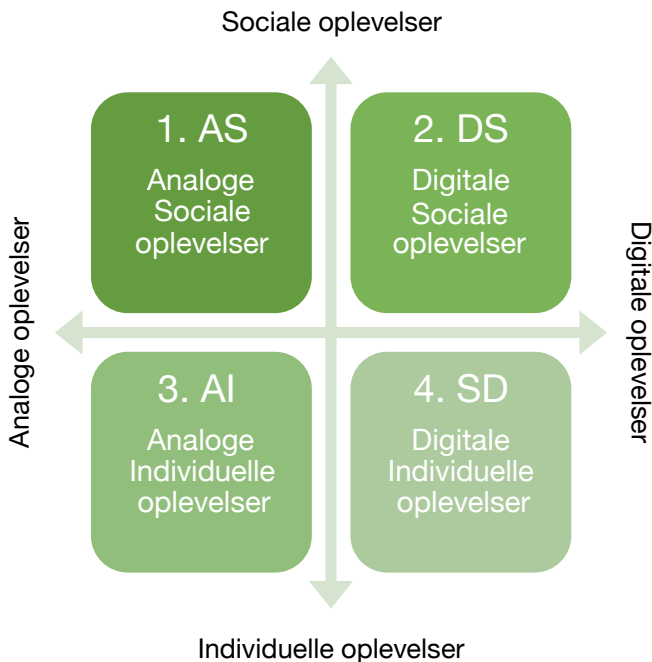 Sociale oplevelser
1. AS
Analoge
Sociale
oplevelser
2. DS
Digitale
Sociale
oplevelser
Analoge oplevelser
Digitale oplevelser
3. AI
Analoge
Individuelle
oplevelser
4. SD
Digitale
Individuelle
oplevelser
Individuelle oplevelser